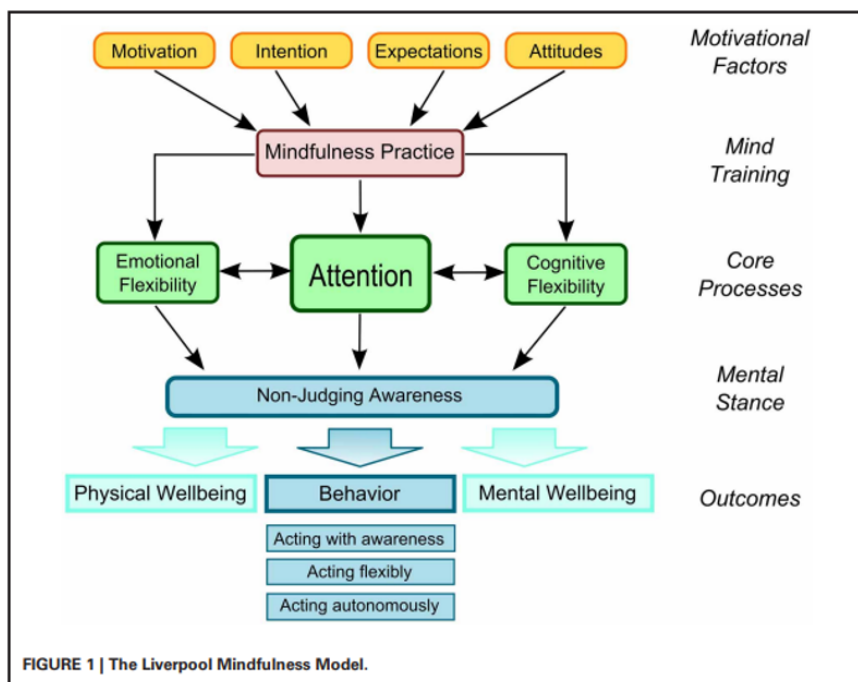 Motivation Intention Expectations Attitudes
Motivational
Factors
Mindfulness Practice
Mind
Training
Emotional
Flexibility
Attention
Cognitive
Flexibility
Core
Processes
Non-Judging Awareness
Mental
Stance
Physical Wellbeing Behavior Mental Wellbeing
Outcomes
Acting with awareness
Acting flexibly
Acting autonomously
FIGURE 1 | The Liverpool Mindfulness Model.